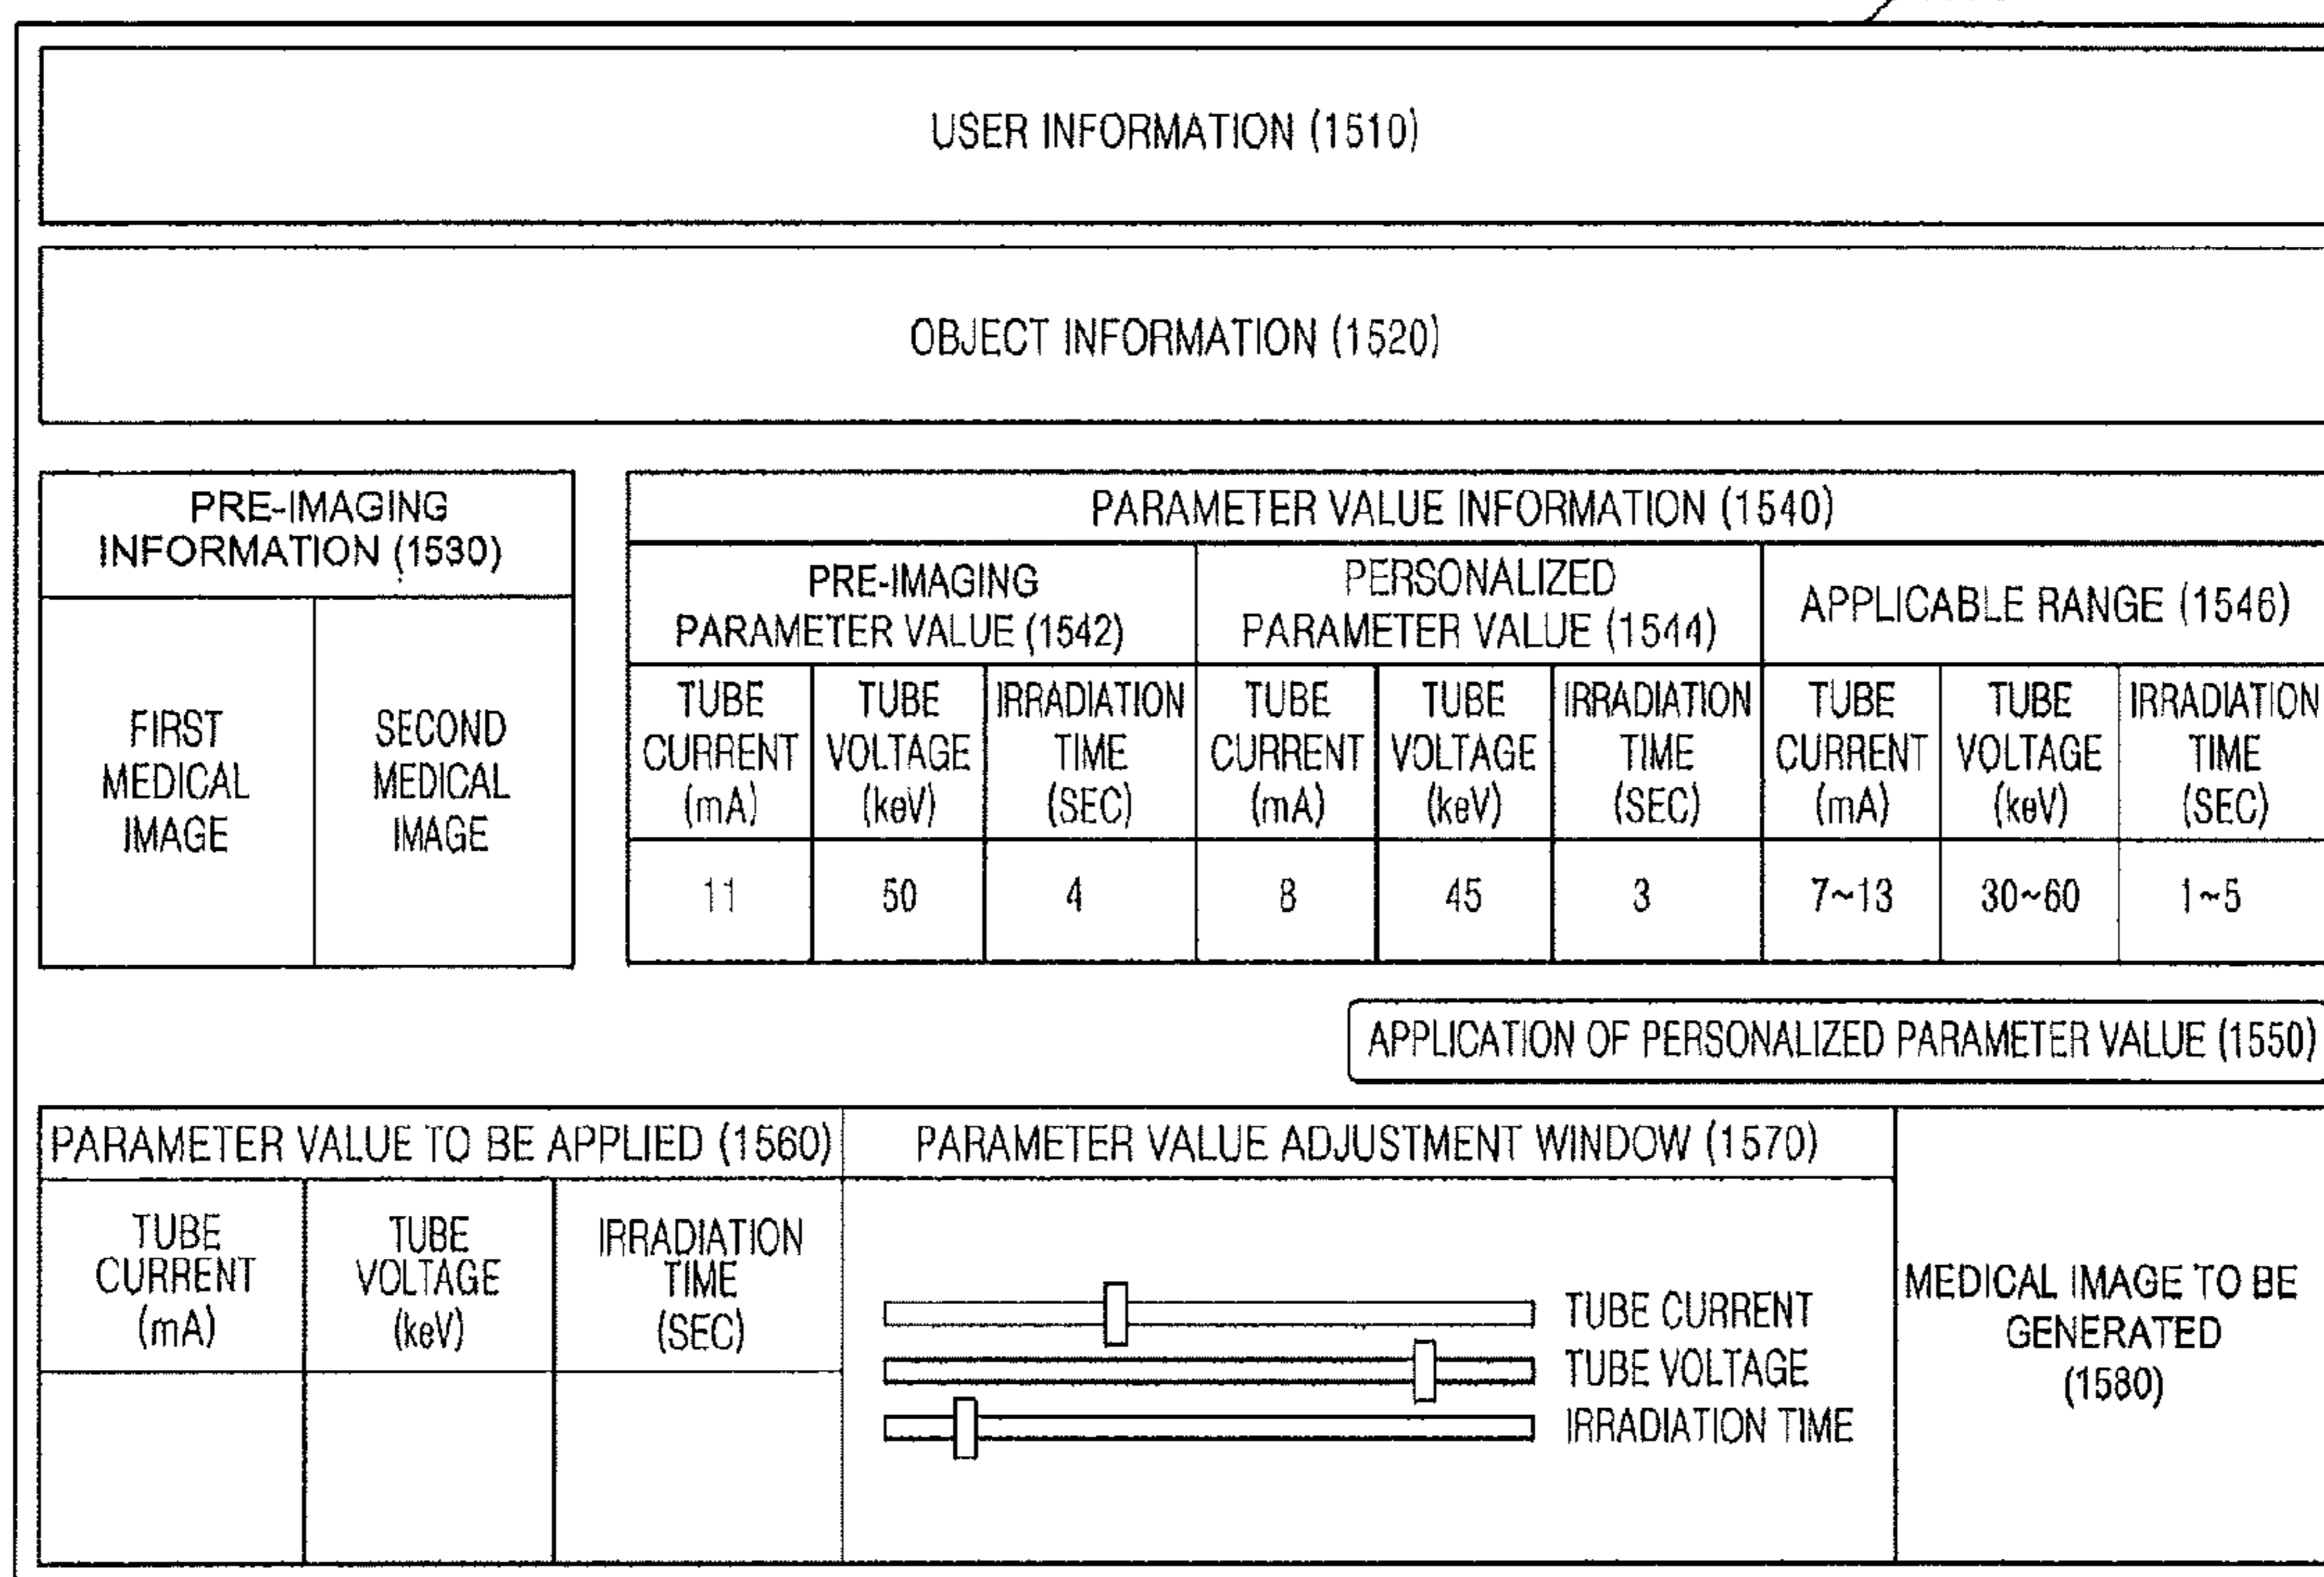 USER INFORMATION (1510)
OBJECT INFORMATION (1520)
PRE-IMAGING
INFORMATION (1530)
FIRST
MEDICAL
IMAGE
SECOND
MEDICAL
IMAGE
PARAMETER VALUE INFORMATION (1540)
PRE-IMAGING
PARAMETER VALUE (1542)
PERSONALIZED
PARAMETER VALUE (1544)
APPLICABLE RANGE (1546)
TUBE
CURRENT
(mA)
TUBE
VOLTAGE
(keV)
IRRADIATION
TIME
(SEC)
TUBE
CURRENT
(mA)
TUBE
VOLTAGE
(keV)
IRRADIATION
TIME
(SEC)
TUBE
CURRENT
(mA)
TUBE
VOLTAGE
(keV)
IRRADIATION
TIME
(SEC)
11
50
4
8
45
3
7~13
30~60
1~5
APPLICATION OF PERSONALIZED PARAMETER VALUE (1550)
PARAMETER VALUE TO BE APPLIED (1560)
TUBE
CURRENT
(mA)
TUBE
VOLTAGE
(keV)
IRRADIATION
TIME
(SEC)
PARAMETER VALUE ADJUSTMENT WINDOW (1570)
TUBE CURRENT
TUBE VOLTAGE
IRRADIATION TIME
MEDICAL IMAGE TO BE
GENERATED
(1580)